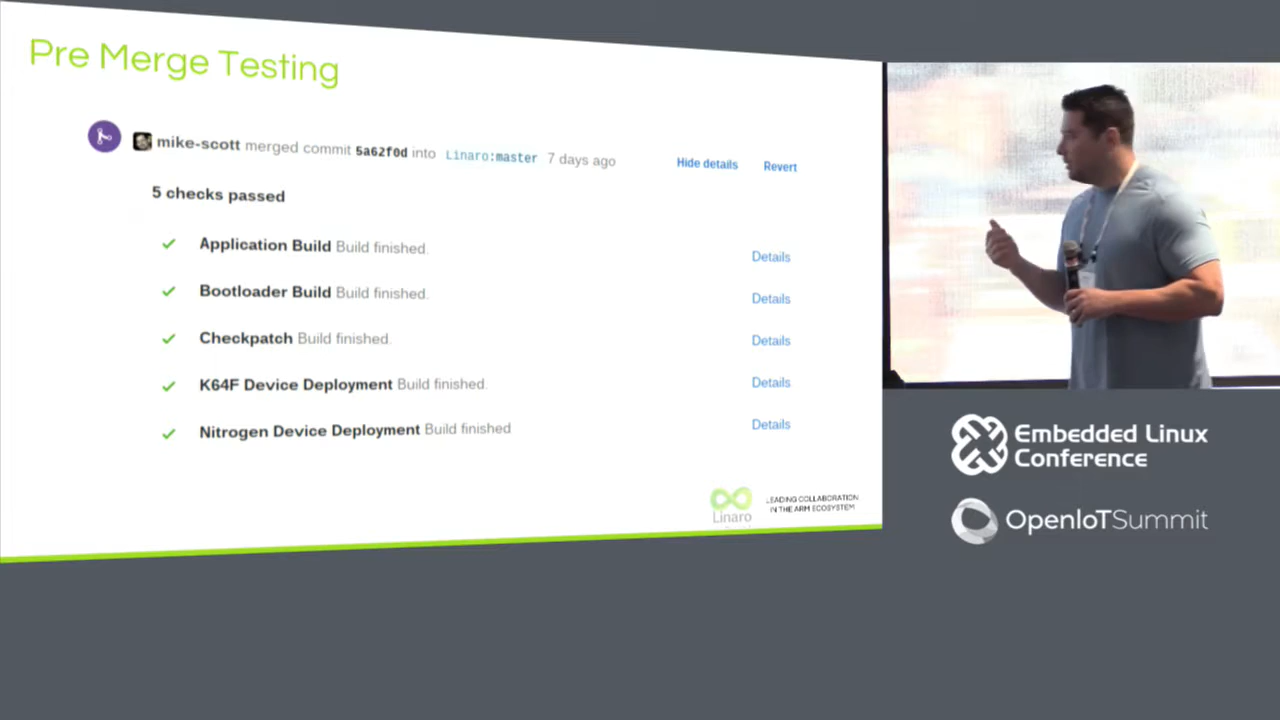 Pre Merge Testing
mike-scott merged commit 5a62f0d into Linaro:master 7 days ago Hide details Revert
5 checks passed
Application Build Build finished. Details
Bootloader Build Build finished. Details
Checkpatch Build finished. Details
K64F Device Deployment Build finished. Details
Nitrogen Device Deployment Build finished Details
Linaro
LEADING COLLABORATION
IN THE ARM ECOSYSTEM
Embedded Linux
Conference
OpenIoTSummit